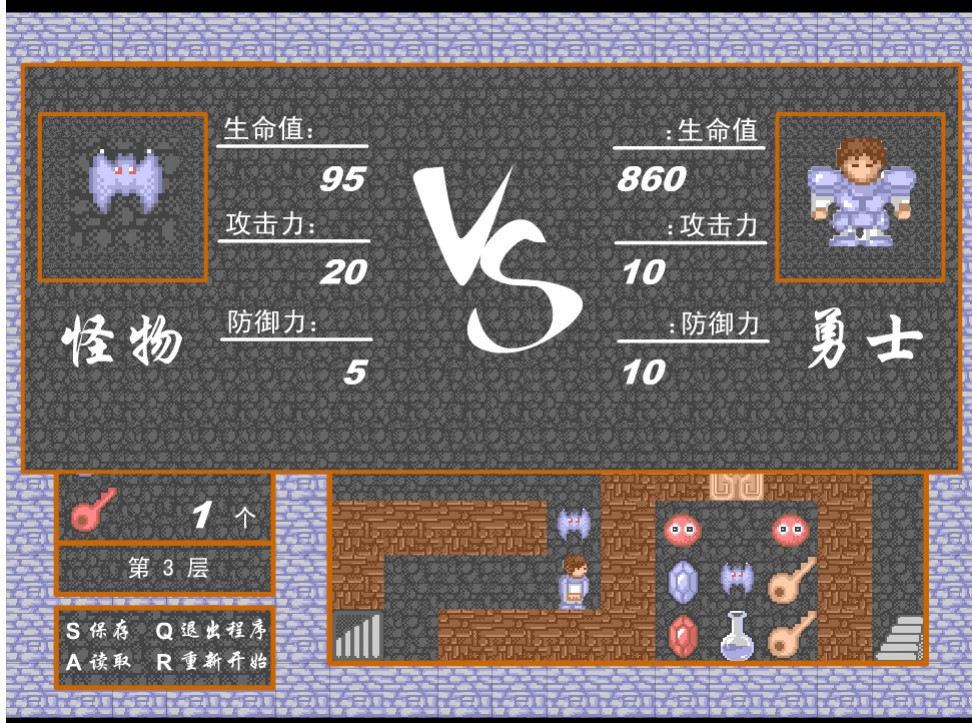 生命值: :生命值
95 VS 860
攻击力: :攻击力
20 10
怪物 防御力: :防御力 勇士
5 10
1 个
第 3 层
S 保存 Q 退出程序
A 读取 R 重新开始